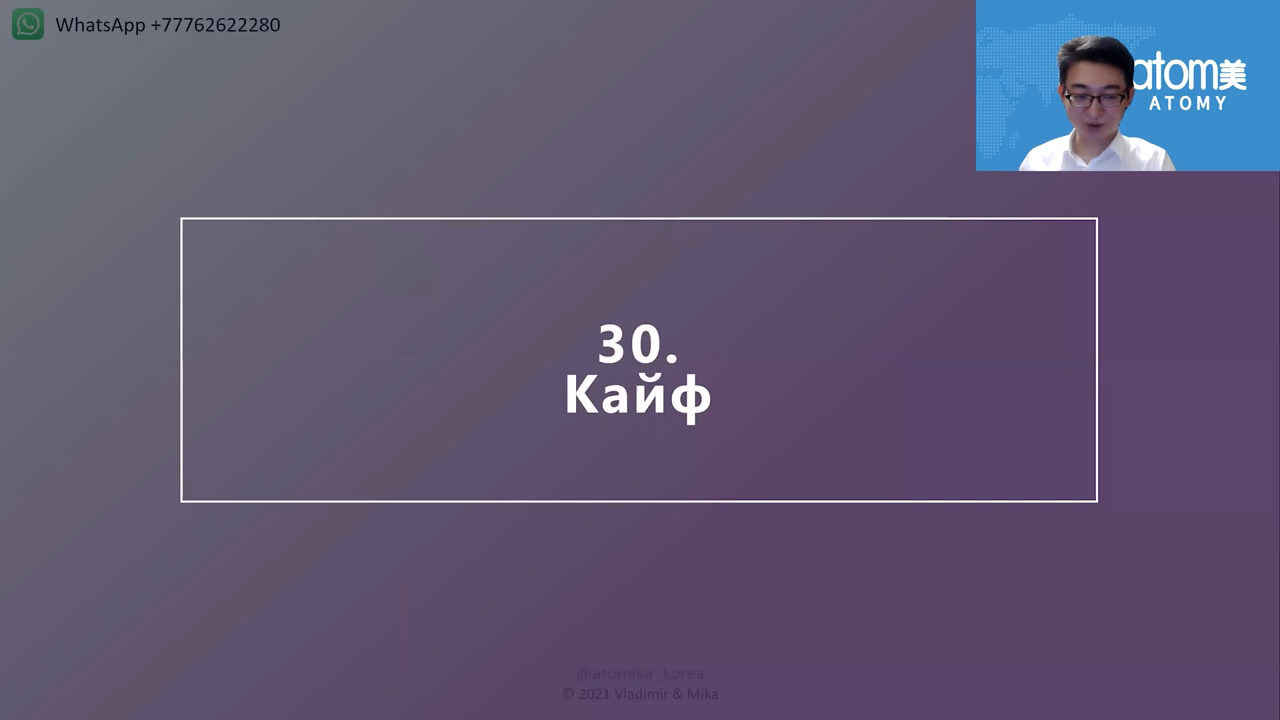 WhatsApp +77762622280
atom美
ATOMY
30.
Кайф
@atomika_korea
© 2021 Vladimir & Mika